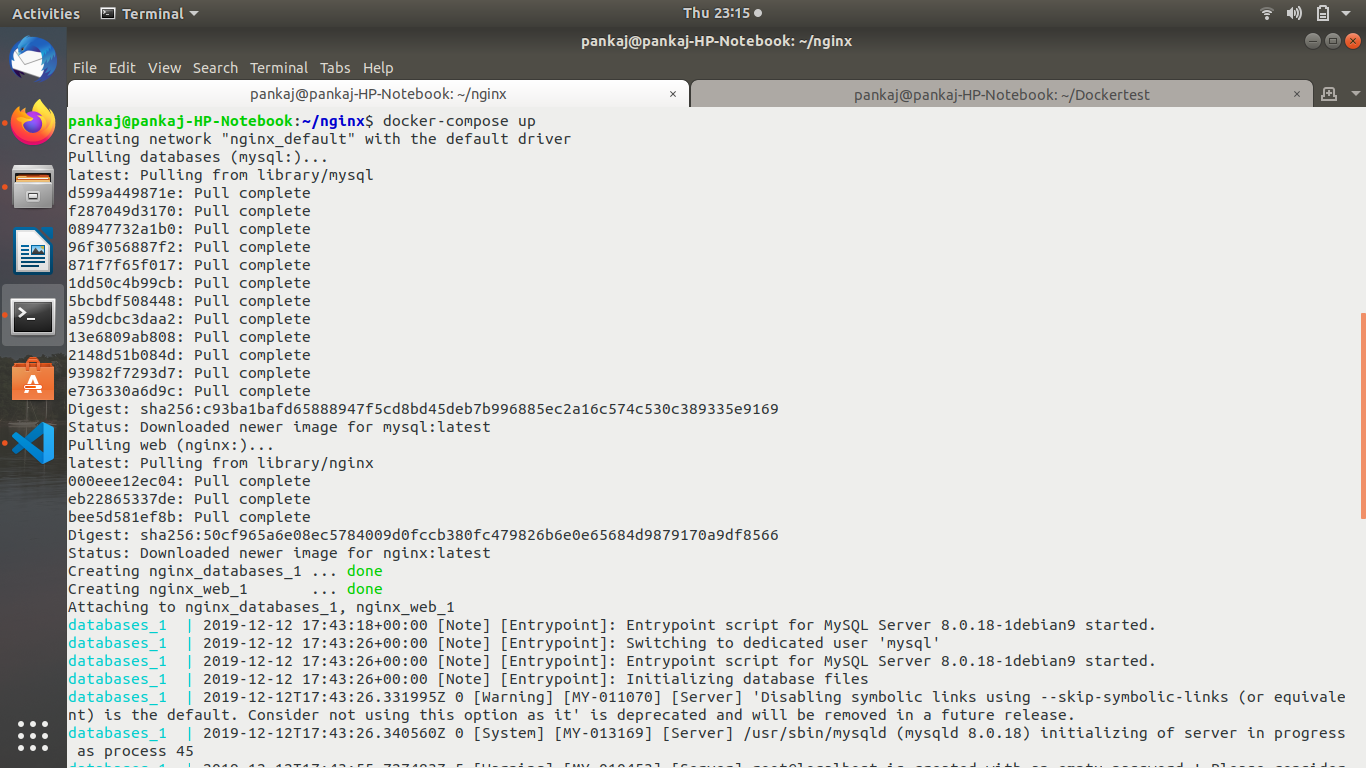 Activities Terminal Thu 23:15
pankaj@pankaj-HP-Notebook: ~/nginx
File Edit View Search Terminal Tabs Help
pankaj@pankaj-HP-Notebook: ~/nginx × pankaj@pankaj-HP-Notebook: ~/Dockertest ×
pankaj@pankaj-HP-Notebook:~/nginx$ docker-compose up
Creating network "nginx_default" with the default driver
Pulling databases (mysql:)...
latest: Pulling from library/mysql
d599a449871e: Pull complete
f287049d3170: Pull complete
08947732a1b0: Pull complete
96f3056887f2: Pull complete
871f7f65f017: Pull complete
1dd50c4b99cb: Pull complete
5bcbdf508448: Pull complete
a59dcbc3daa2: Pull complete
13e6809ab808: Pull complete
2148d51b084d: Pull complete
93982f7293d7: Pull complete
e736330a6d9c: Pull complete
Digest: sha256:c93ba1bafd65888947f5cd8bd45deb7b996885ec2a16c574c530c389335e9169
Status: Downloaded newer image for mysql:latest
Pulling web (nginx:)...
latest: Pulling from library/nginx
000eee12ec04: Pull complete
eb22865337de: Pull complete
bee5d581ef8b: Pull complete
Digest: sha256:50cf965a6e08ec5784009d0fccb380fc479826b6e0e65684d9879170a9df8566
Status: Downloaded newer image for nginx:latest
Creating nginx_databases_1 ... done
Creating nginx_web_1       ... done
Attaching to nginx_databases_1, nginx_web_1
databases_1  | 2019-12-12 17:43:18+00:00 [Note] [Entrypoint]: Entrypoint script for MySQL Server 8.0.18-1debian9 started.
databases_1  | 2019-12-12 17:43:26+00:00 [Note] [Entrypoint]: Switching to dedicated user 'mysql'
databases_1  | 2019-12-12 17:43:26+00:00 [Note] [Entrypoint]: Entrypoint script for MySQL Server 8.0.18-1debian9 started.
databases_1  | 2019-12-12 17:43:26+00:00 [Note] [Entrypoint]: Initializing database files
databases_1  | 2019-12-12T17:43:26.331995Z 0 [Warning] [MY-011070] [Server] 'Disabling symbolic links using --skip-symbolic-links (or equivale
nt) is the default. Consider not using this option as it' is deprecated and will be removed in a future release.
databases_1  | 2019-12-12T17:43:26.340560Z 0 [System] [MY-013169] [Server] /usr/sbin/mysqld (mysqld 8.0.18) initializing of server in progress
 as process 45